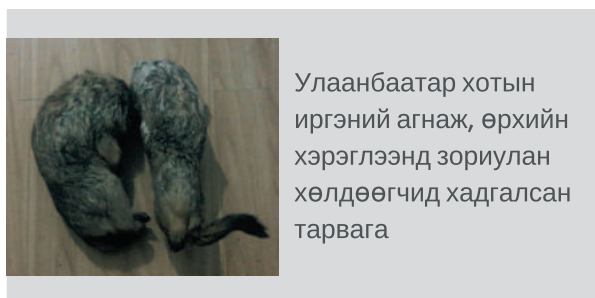 Улаанбаатар хотын
иргэний агнаж, өрхийн
хэрэглээнд зориулан
хөлдөөгчид хадгалсан
тарвага